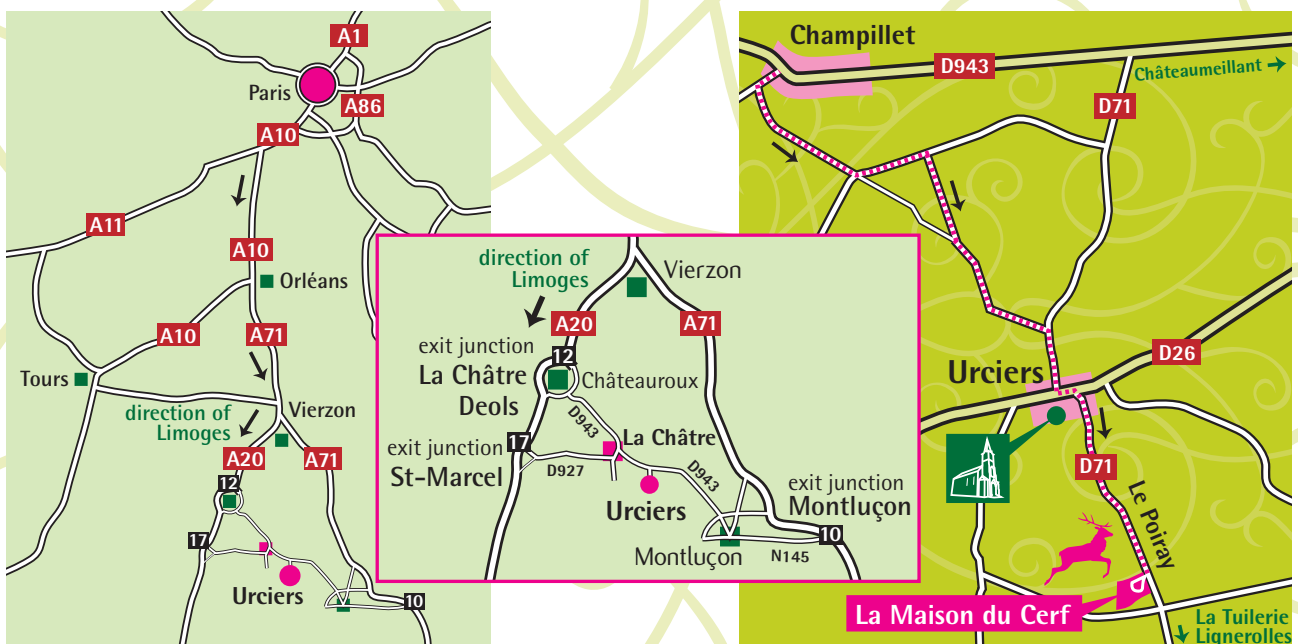 A1
Paris
A86
A10
A11
A10
Orléans
A10
A71
Tours
direction of
Limoges
Vierzon
A20
A71
12
17
Urciers
10
direction of
Limoges
Vierzon
A20
A71
exit junction
12
La Châtre
Deols
Châteauroux
D943
La Châtre
exit junction
17
St-Marcel
D927
D943
Urciers
exit junction
Montluçon
10
Montluçon
N145
Champillet
D943
Châteaumeillant
D71
D26
Urciers
D71
Le Poiray
La Maison du Cerf
La Tuilerie
Lignerolles